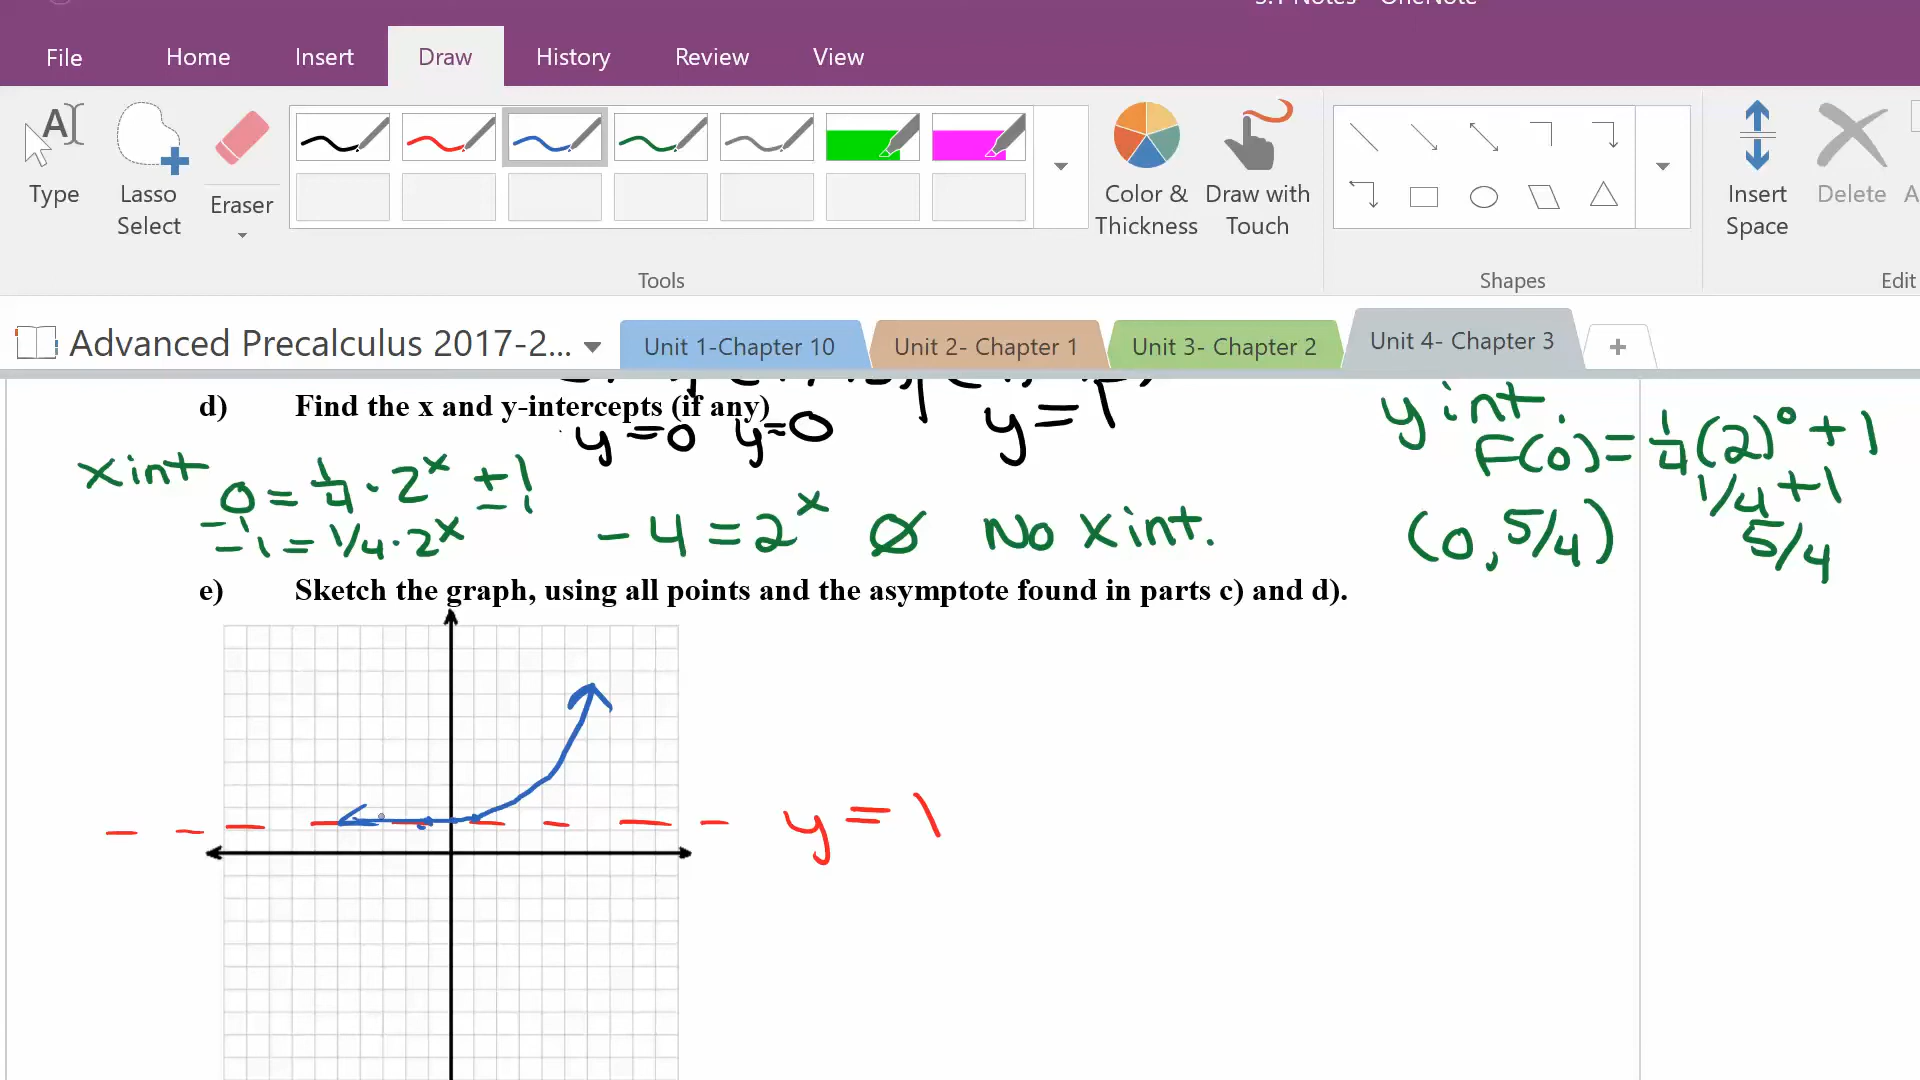 File Home Insert Draw History Review View
Type
Lasso Select
Eraser
Color & Thickness
Draw with Touch
Insert Space
Delete
Tools
Shapes
Edit
Advanced Precalculus 2017-2...
Unit 1-Chapter 10
Unit 2- Chapter 1
Unit 3- Chapter 2
Unit 4- Chapter 3
d) Find the x and y-intercepts (if any)
y=0 y=0 y=1
y int.
F(0)= 1/4(2)^0+1
1/4+1
5/4
(0, 5/4)
x int
0 = 1/4 · 2^x +1
-1 -1
-1 = 1/4 · 2^x
-4 = 2^x Ø No x int.
e) Sketch the graph, using all points and the asymptote found in parts c) and d).
y = 1